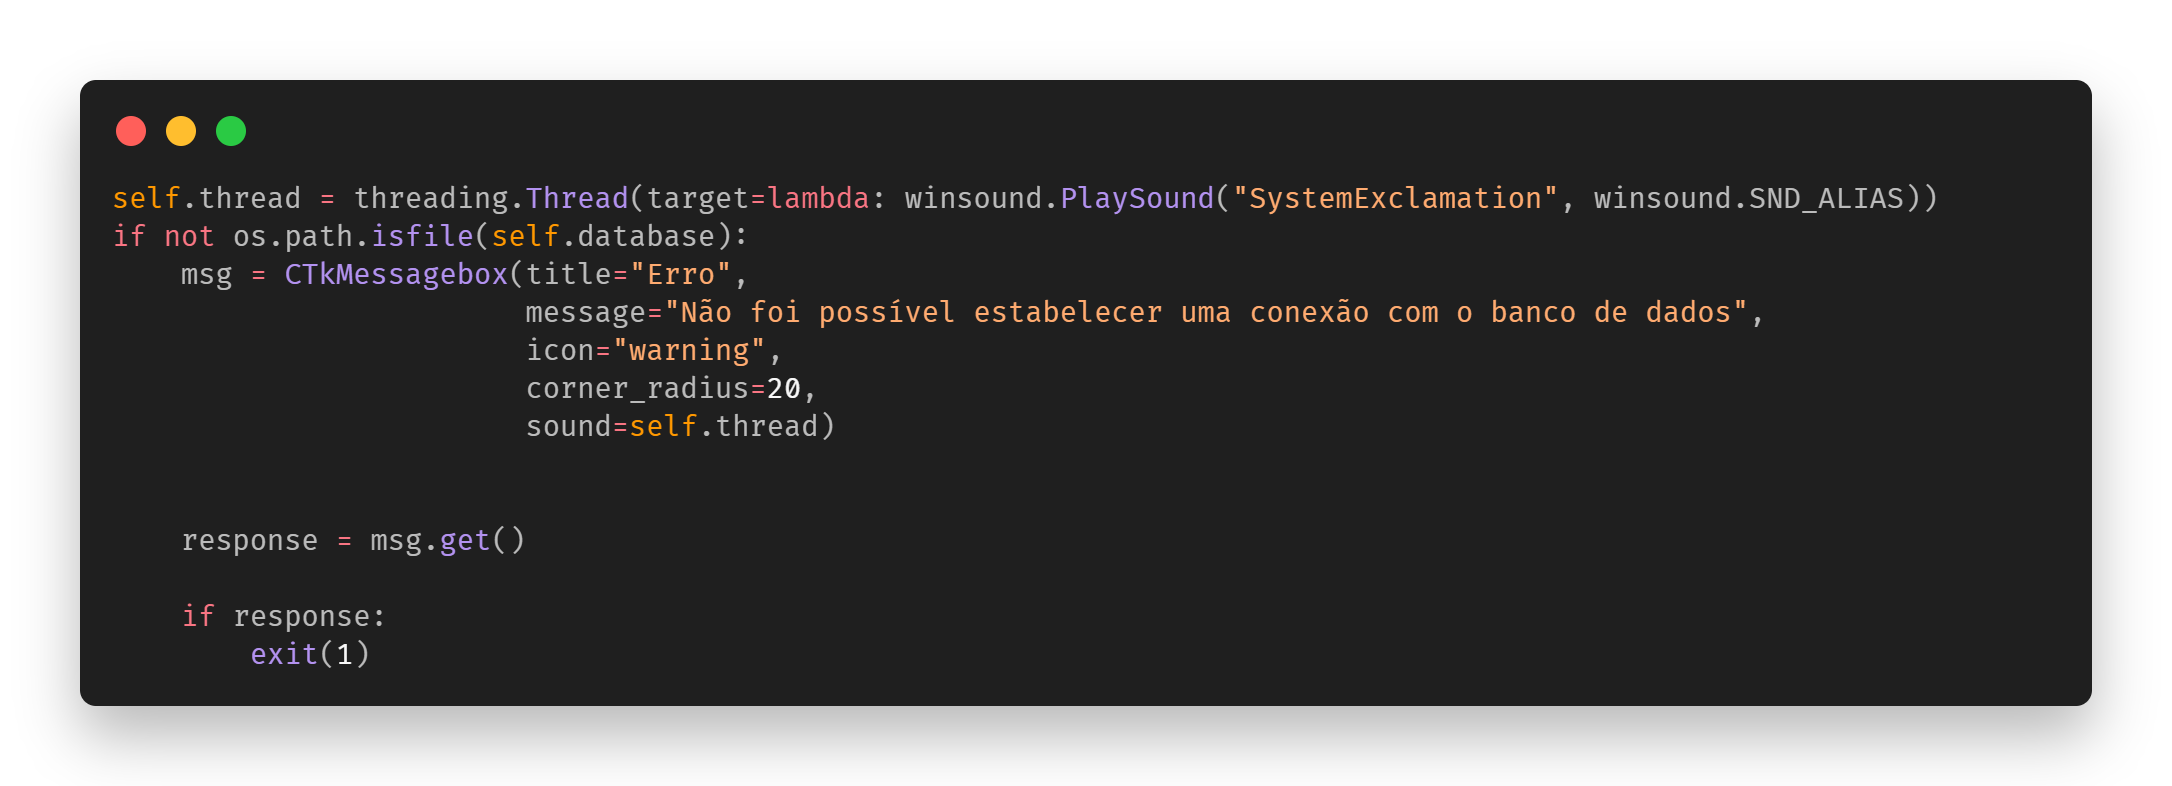 self.thread = threading.Thread(target=lambda: winsound.PlaySound("SystemExclamation", winsound.SND_ALIAS))
if not os.path.isfile(self.database):
    msg = CTkMessagebox(title="Erro",
                        message="Não foi possível estabelecer uma conexão com o banco de dados",
                        icon="warning",
                        corner_radius=20,
                        sound=self.thread)
    response = msg.get()
    if response:
        exit(1)